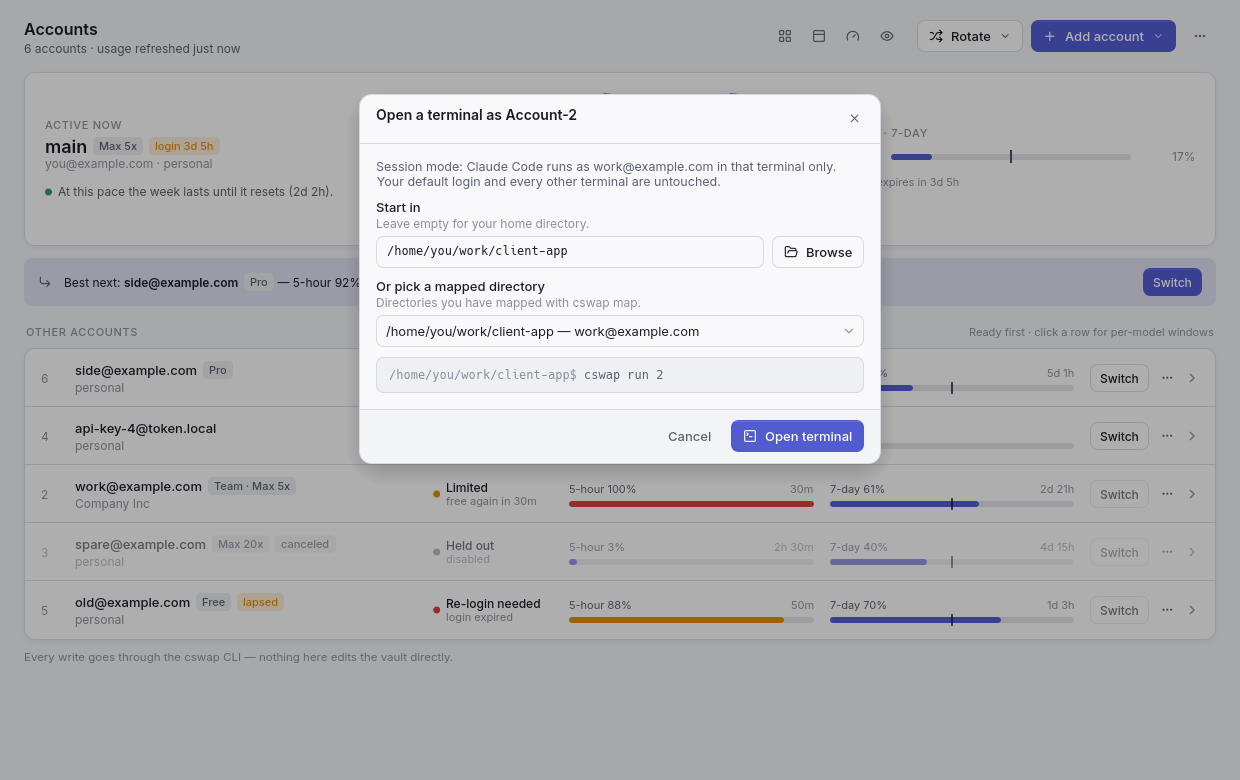 Accounts
6 accounts · usage refreshed just now
Rotate
Add account
ACTIVE NOW
main Max 5x login 3d 5h
you@example.com · personal
At this pace the week lasts until it resets (2d 2h).
· 7-DAY
17%
expires in 3d 5h
Open a terminal as Account-2
Session mode: Claude Code runs as work@example.com in that terminal only.
Your default login and every other terminal are untouched.
Start in
Leave empty for your home directory.
/home/you/work/client-app
Browse
Or pick a mapped directory
Directories you have mapped with cswap map.
/home/you/work/client-app — work@example.com
/home/you/work/client-app$ cswap run 2
Cancel
Open terminal
Best next: side@example.com Pro — 5-hour 92%
Switch
OTHER ACCOUNTS
Ready first · click a row for per-model windows
6
side@example.com Pro
personal
5d 1h
Switch
4
api-key-4@token.local
personal
Switch
2
work@example.com Team · Max 5x
Company Inc
Limited
free again in 30m
5-hour 100% 30m
7-day 61% 2d 21h
Switch
3
spare@example.com Max 20x canceled
personal
Held out
disabled
5-hour 3% 2h 30m
7-day 40% 4d 15h
Switch
5
old@example.com Free lapsed
personal
Re-login needed
login expired
5-hour 88% 50m
7-day 70% 1d 3h
Switch
Every write goes through the cswap CLI — nothing here edits the vault directly.